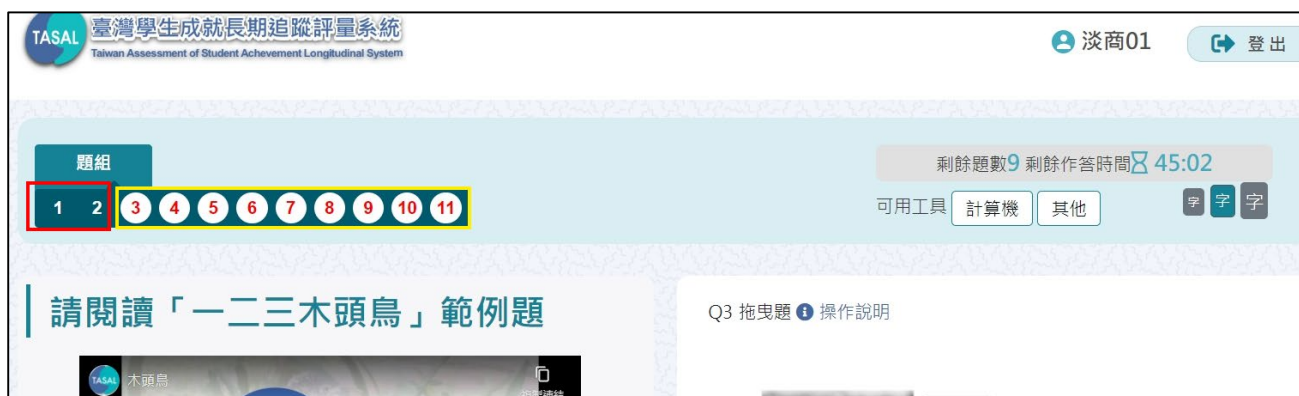 TASAL 臺灣學生成就長期追蹤評量系統
Taiwan Assessment of Student Achevement Longitudinal System
淡商01 登出
題組
剩餘題數9 剩餘作答時間 45:02
1 2 3 4 5 6 7 8 9 10 11
可用工具 計算機 其他 字 字 字
請閱讀「一二三木頭鳥」範例題
Q3 拖曳題 操作說明
TASAL 木頭鳥
複製連結